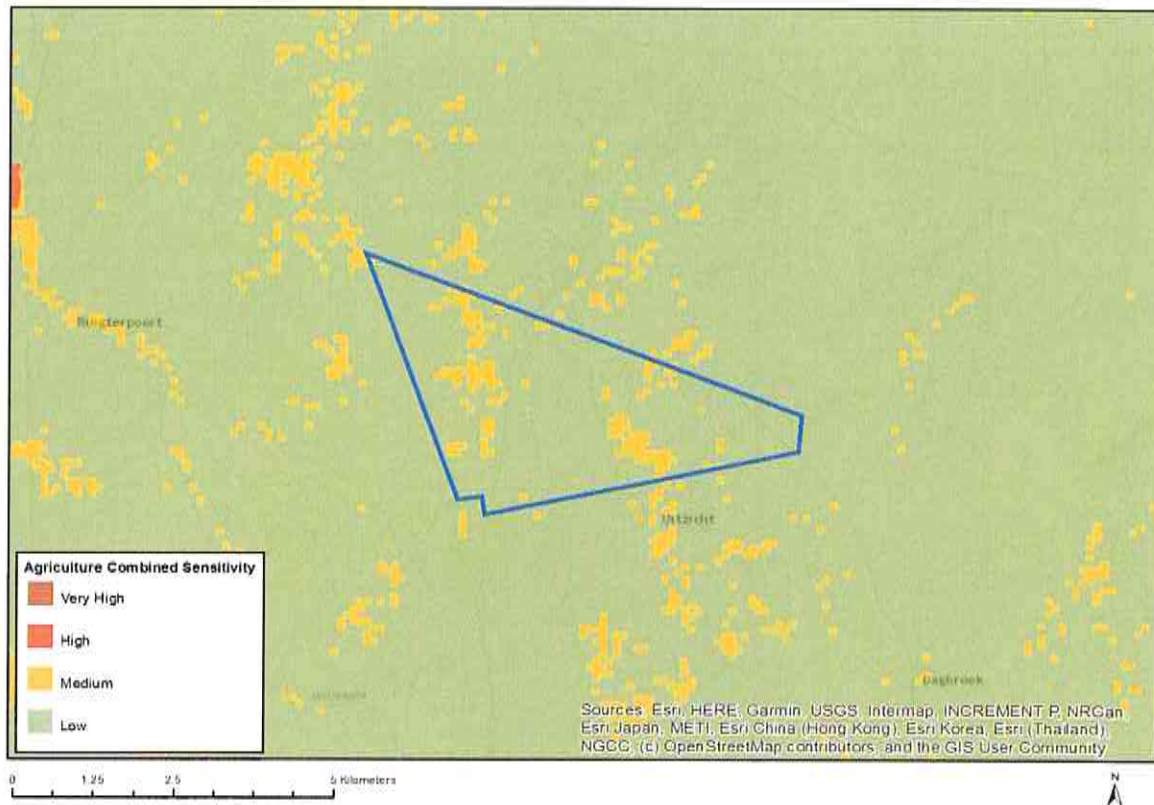 Uitzicht
Agriculture Combined Sensitivity
Very High
High
Medium
Low
Sources: Esri, HERE, Garmin, USGS, Intermap, INCREMENT P, NRCan,
Esri Japan, METI, Esri China (Hong Kong), Esri Korea, Esri (Thailand),
NGCC, (c) OpenStreetMap contributors, and the GIS User Community
0 1.25 2.5 5 Kilometers
N